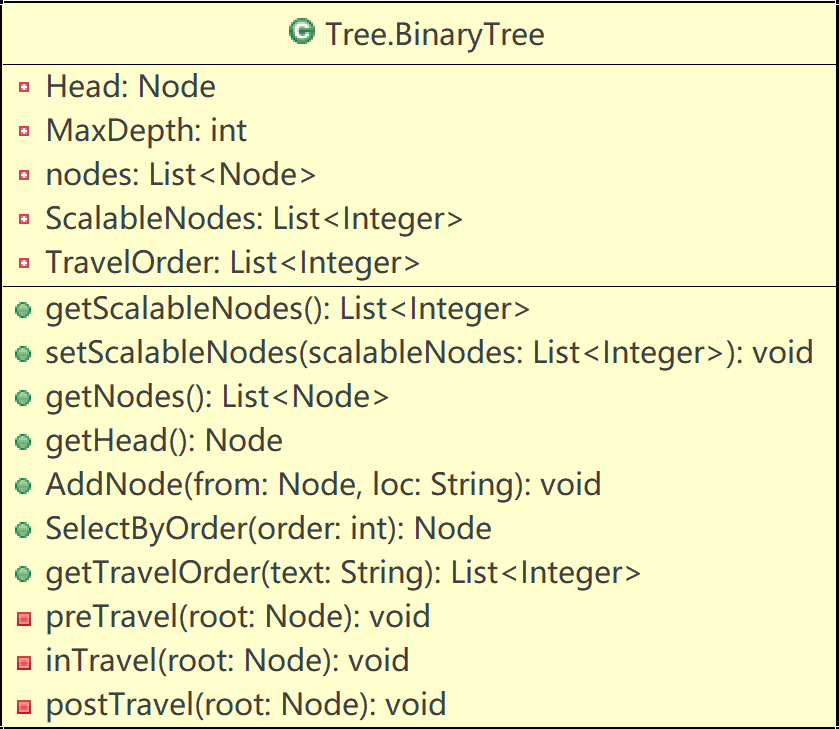 C Tree.BinaryTree
Head: Node
MaxDepth: int
nodes: List<Node>
ScalableNodes: List<Integer>
TravelOrder: List<Integer>
getScalableNodes(): List<Integer>
setScalableNodes(scalableNodes: List<Integer>): void
getNodes(): List<Node>
getHead(): Node
AddNode(from: Node, loc: String): void
SelectByOrder(order: int): Node
getTravelOrder(text: String): List<Integer>
preTravel(root: Node): void
inTravel(root: Node): void
postTravel(root: Node): void